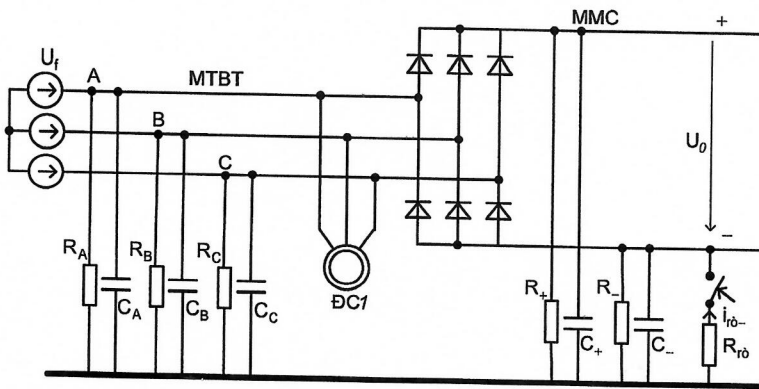 MMC
+
U_f
A
MTBT
B
U_0
C
−
R_A
R_B
R_C
C_A
C_B
C_C
ĐC1
R_+
C_+
R_−
C_−
i_rò−
R_rò